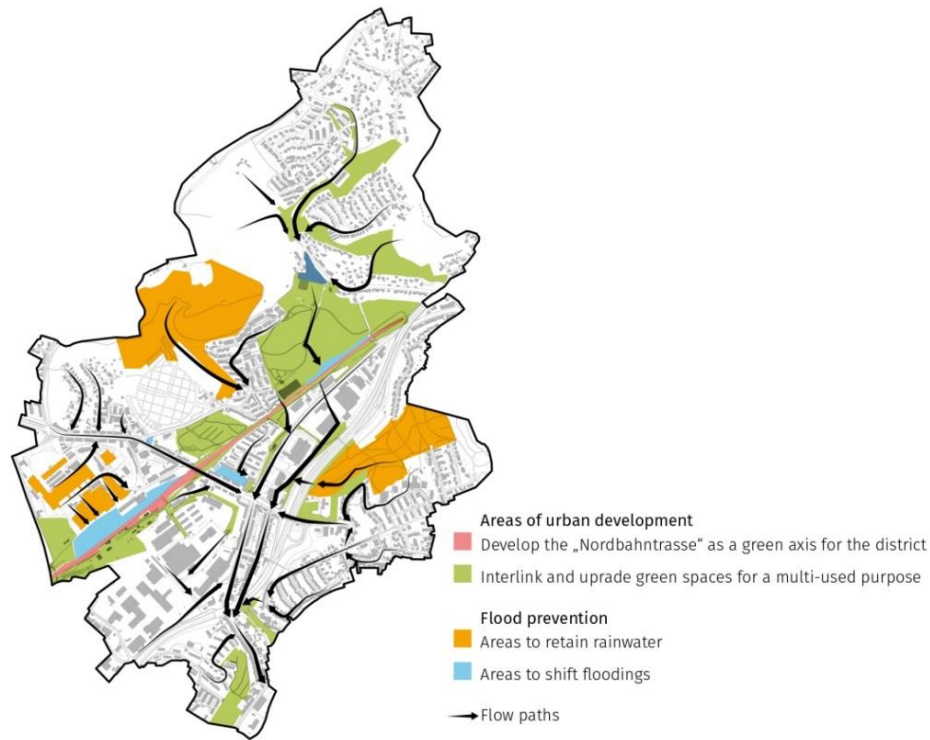 Areas of urban development
Develop the „Nordbahntrasse“ as a green axis for the district
Interlink and uprade green spaces for a multi-used purpose
Flood prevention
Areas to retain rainwater
Areas to shift floodings
Flow paths